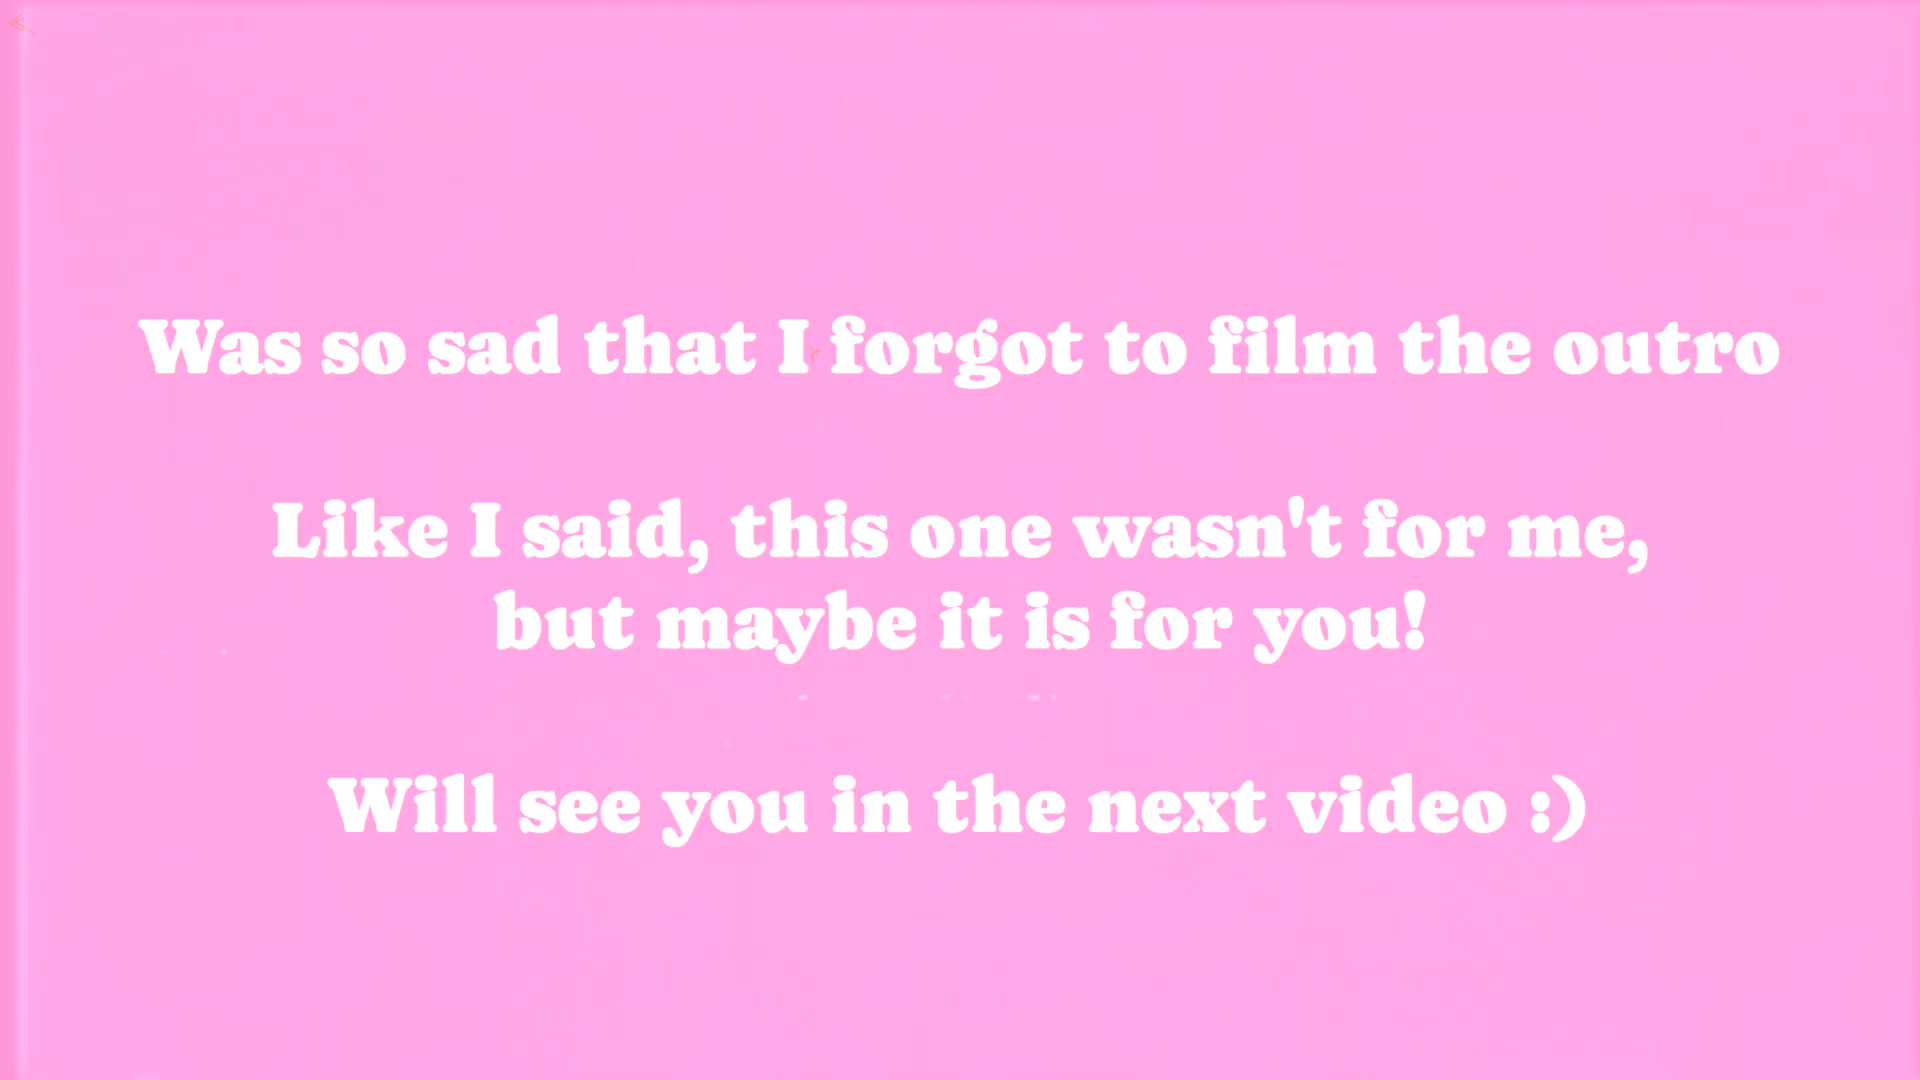 Was so sad that I forgot to film the outro
Like I said, this one wasn't for me,
but maybe it is for you!
Will see you in the next video :)